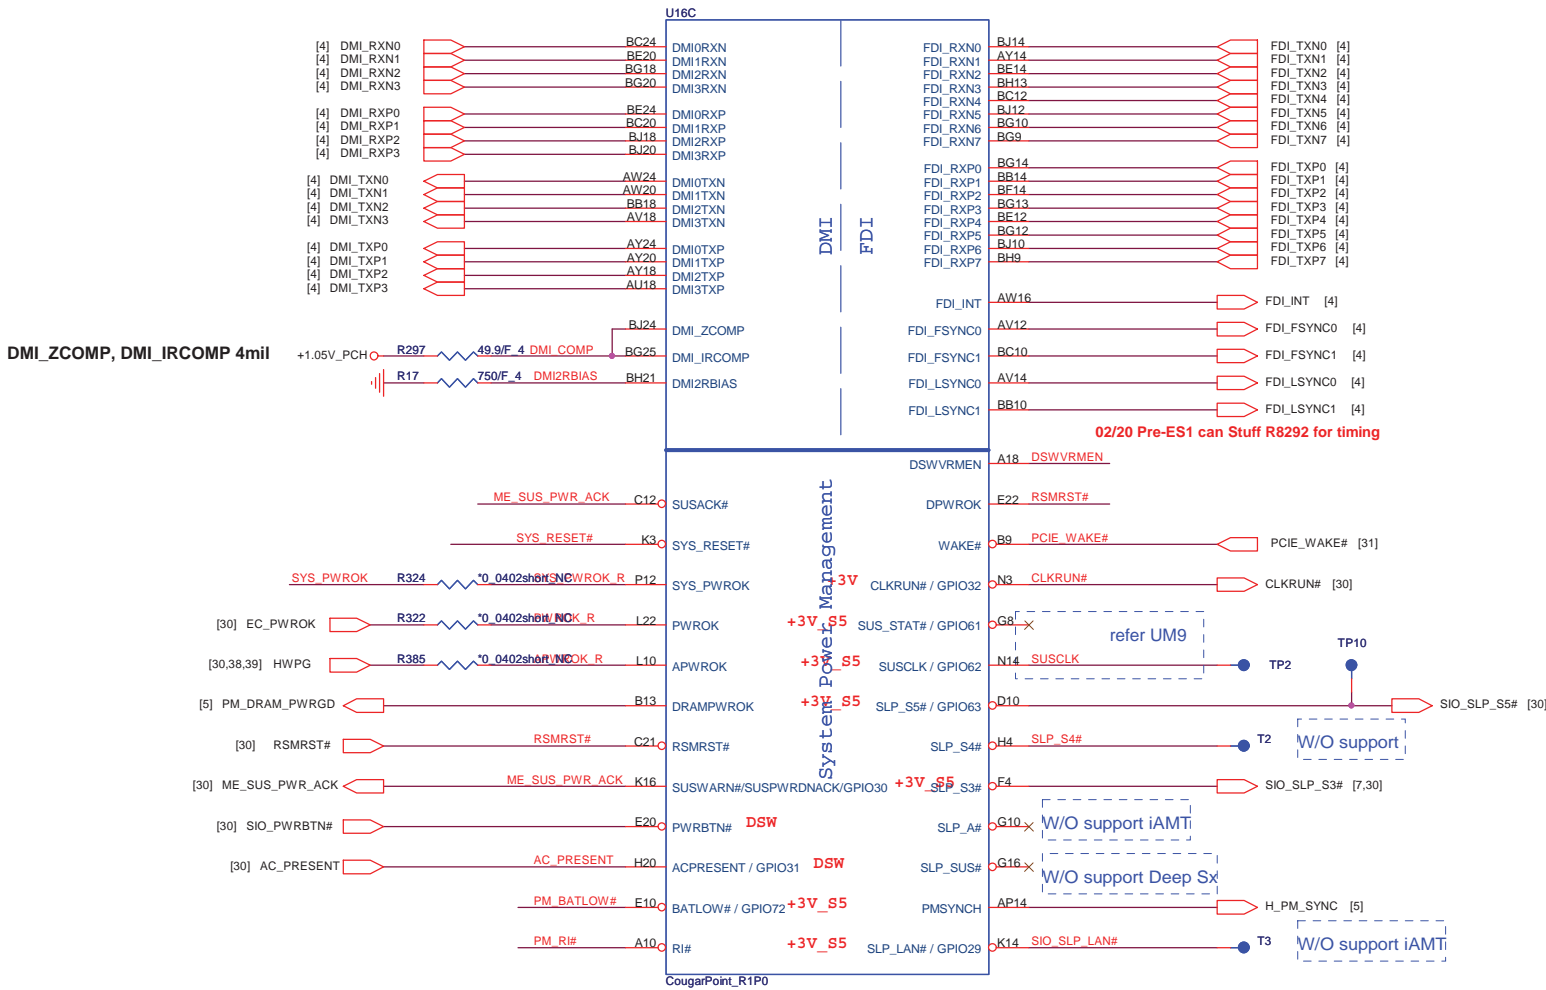 U16C
[4] DMI_RXN0 BC24 DMI0RXN
[4] DMI_RXN1 BE20 DMI1RXN
[4] DMI_RXN2 BG18 DMI2RXN
[4] DMI_RXN3 BG20 DMI3RXN
[4] DMI_RXP0 BE24 DMI0RXP
[4] DMI_RXP1 BC20 DMI1RXP
[4] DMI_RXP2 BJ18 DMI2RXP
[4] DMI_RXP3 BJ20 DMI3RXP
[4] DMI_TXN0 AW24 DMI0TXN
[4] DMI_TXN1 AW20 DMI1TXN
[4] DMI_TXN2 BB18 DMI2TXN
[4] DMI_TXN3 AV18 DMI3TXN
[4] DMI_TXP0 AY24 DMI0TXP
[4] DMI_TXP1 AY20 DMI1TXP
[4] DMI_TXP2 AY18 DMI2TXP
[4] DMI_TXP3 AU18 DMI3TXP
BJ24 DMI_ZCOMP
DMI_ZCOMP, DMI_IRCOMP 4mil +1.05V_PCH R297 49.9/F_4 DMI_COMP BG25 DMI_IRCOMP
R17 750/F_4 DMI2RBIAS BH21 DMI2RBIAS
DMI
FDI
FDI_RXN0 BJ14 FDI_TXN0 [4]
FDI_RXN1 AY14 FDI_TXN1 [4]
FDI_RXN2 BE14 FDI_TXN2 [4]
FDI_RXN3 BH13 FDI_TXN3 [4]
FDI_RXN4 BC12 FDI_TXN4 [4]
FDI_RXN5 BJ12 FDI_TXN5 [4]
FDI_RXN6 BG10 FDI_TXN6 [4]
FDI_RXN7 BG9 FDI_TXN7 [4]
FDI_RXP0 BG14 FDI_TXP0 [4]
FDI_RXP1 BB14 FDI_TXP1 [4]
FDI_RXP2 BF14 FDI_TXP2 [4]
FDI_RXP3 BG13 FDI_TXP3 [4]
FDI_RXP4 BE12 FDI_TXP4 [4]
FDI_RXP5 BG12 FDI_TXP5 [4]
FDI_RXP6 BJ10 FDI_TXP6 [4]
FDI_RXP7 BH9 FDI_TXP7 [4]
FDI_INT AW16 FDI_INT [4]
FDI_FSYNC0 AV12 FDI_FSYNC0 [4]
FDI_FSYNC1 BC10 FDI_FSYNC1 [4]
FDI_LSYNC0 AV14 FDI_LSYNC0 [4]
FDI_LSYNC1 BB10 FDI_LSYNC1 [4]
02/20 Pre-ES1 can Stuff R8292 for timing
ME_SUS_PWR_ACK C12 SUSACK#
SYS_RESET# K3 SYS_RESET#
SYS_PWROK R324 *0_0402short_NC SYS_PWROK_R P12 SYS_PWROK
[30] EC_PWROK R322 *0_0402short_NC L22 PWROK
[30,38,39] HWPG R385 *0_0402short_NC APWROK_R L10 APWROK
[5] PM_DRAM_PWRGD B13 DRAMPWROK
[30] RSMRST# RSMRST# C21 RSMRST#
[30] ME_SUS_PWR_ACK ME_SUS_PWR_ACK K16 SUSWARN#/SUSPWRDNACK/GPIO30
[30] SIO_PWRBTN# E20 PWRBTN# DSW
[30] AC_PRESENT AC_PRESENT H20 ACPRESENT / GPIO31 DSW
PM_BATLOW# E10 BATLOW# / GPIO72 +3V_S5
PM_RI# A10 RI# +3V_S5
System Power Management
DSWVRMEN A18 DSWVRMEN
DPWROK E22 RSMRST#
WAKE# B9 PCIE_WAKE# PCIE_WAKE# [31]
+3V CLKRUN# / GPIO32 N3 CLKRUN# CLKRUN# [30]
+3V_S5 SUS_STAT# / GPIO61 G8 refer UM9
+3V_S5 SUSCLK / GPIO62 N14 SUSCLK TP2 TP10
+3V_S5 SLP_S5# / GPIO63 D10 SIO_SLP_S5# [30]
SLP_S4# H4 SLP_S4# T2 W/O support
+3V_S5 SLP_S3# F4 SIO_SLP_S3# [7,30]
SLP_A# G10 W/O support iAMT
SLP_SUS# G16 W/O support Deep Sx
PMSYNCH AP14 H_PM_SYNC [5]
SLP_LAN# / GPIO29 K14 SIO_SLP_LAN# T3 W/O support iAMT
CougarPoint_R1P0